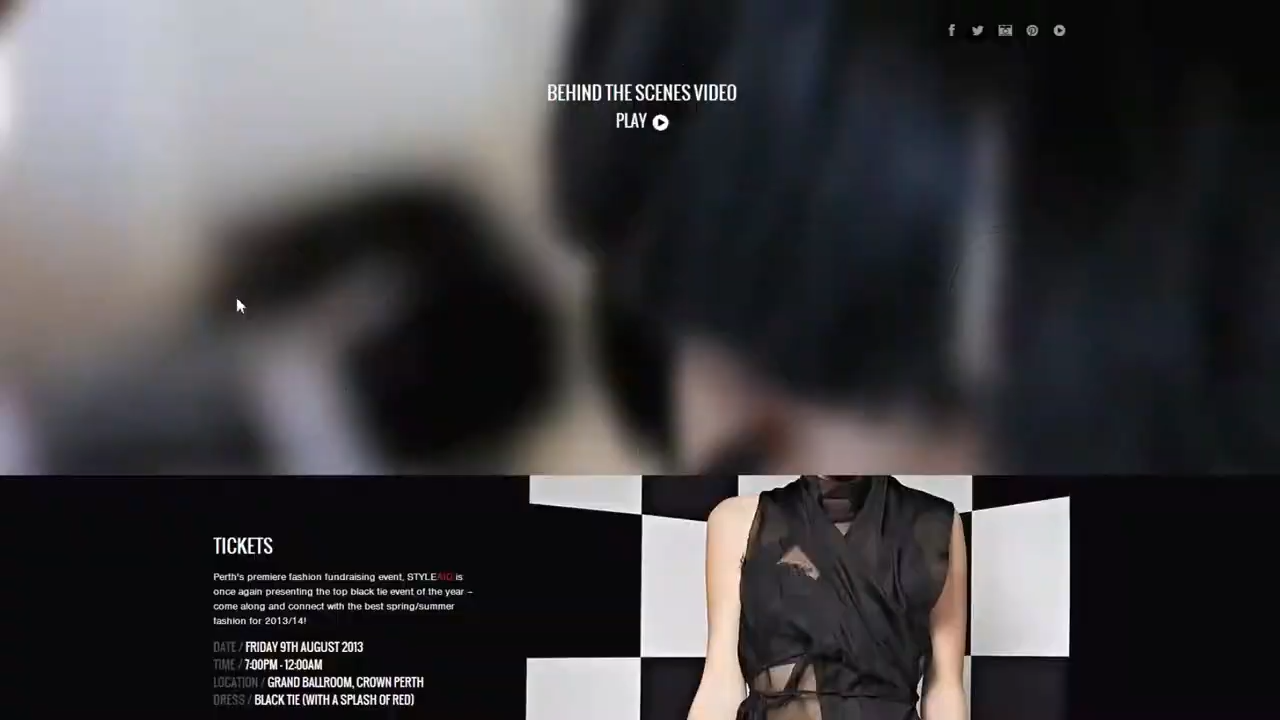 BEHIND THE SCENES VIDEO
PLAY
TICKETS
Perth's premiere fashion fundraising event, STYLEAID is
once again presenting the top black tie event of the year –
come along and connect with the best spring/summer
fashion for 2013/14!
DATE / FRIDAY 9TH AUGUST 2013
TIME / 7:00PM - 12:00AM
LOCATION / GRAND BALLROOM, CROWN PERTH
DRESS / BLACK TIE (WITH A SPLASH OF RED)